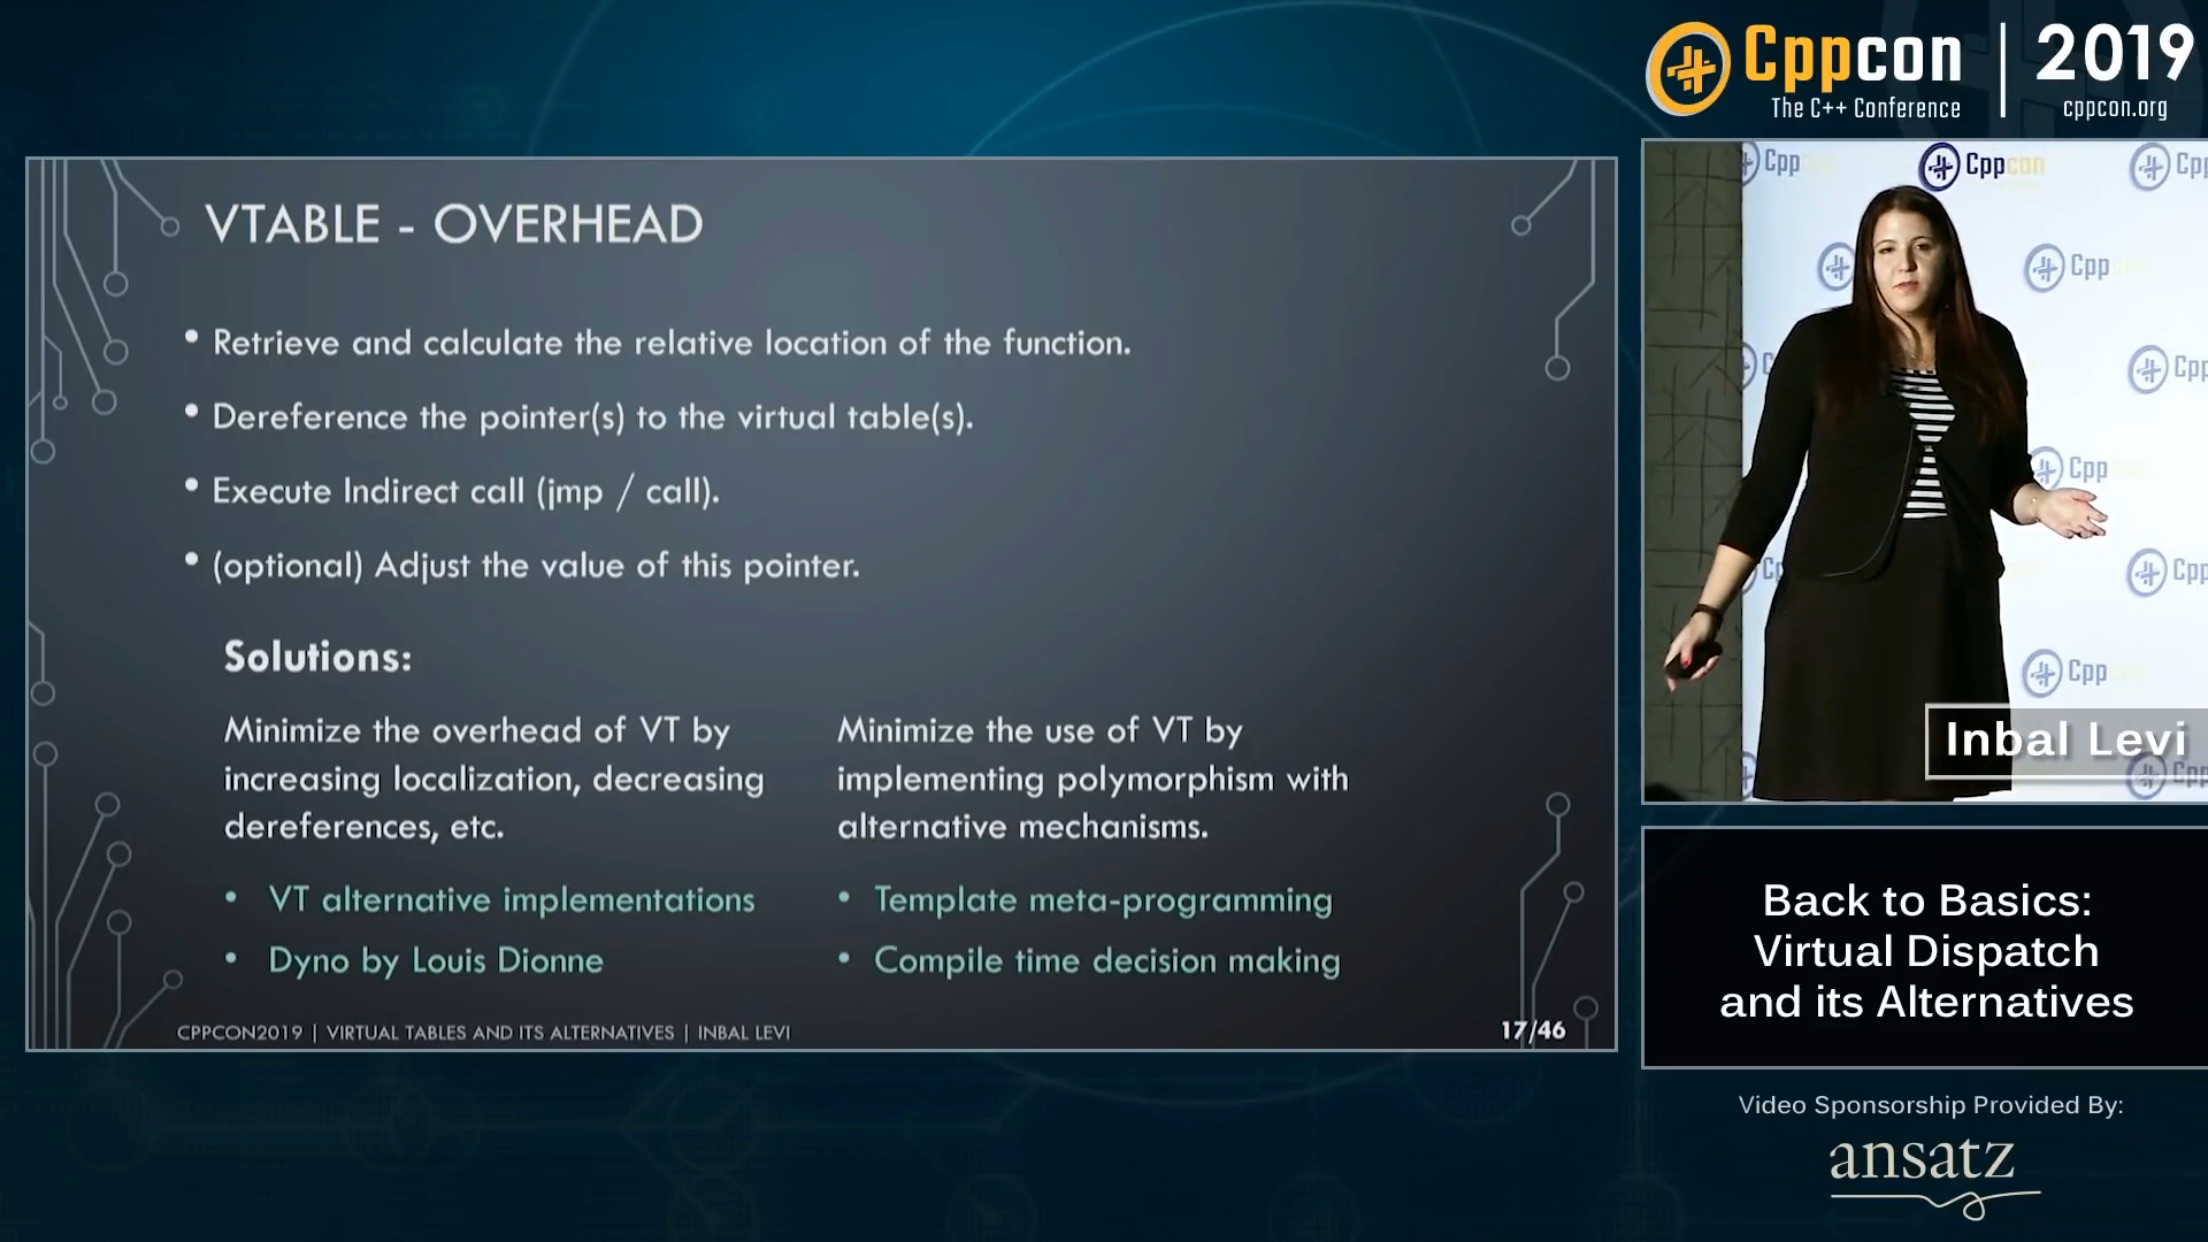 Cppcon
The C++ Conference
2019
cppcon.org
VTABLE - OVERHEAD
• Retrieve and calculate the relative location of the function.
• Dereference the pointer(s) to the virtual table(s).
• Execute Indirect call (jmp / call).
• (optional) Adjust the value of this pointer.
Solutions:
Minimize the overhead of VT by
increasing localization, decreasing
dereferences, etc.
• VT alternative implementations
• Dyno by Louis Dionne
Minimize the use of VT by
implementing polymorphism with
alternative mechanisms.
• Template meta-programming
• Compile time decision making
CPPCON2019 | VIRTUAL TABLES AND ITS ALTERNATIVES | INBAL LEVI
17/46
Cpp
Cppcon
Cpp
Cpp
Cpp
Cpp
Cpp
Cpp
Inbal Levi
Back to Basics:
Virtual Dispatch
and its Alternatives
Video Sponsorship Provided By:
ansatz